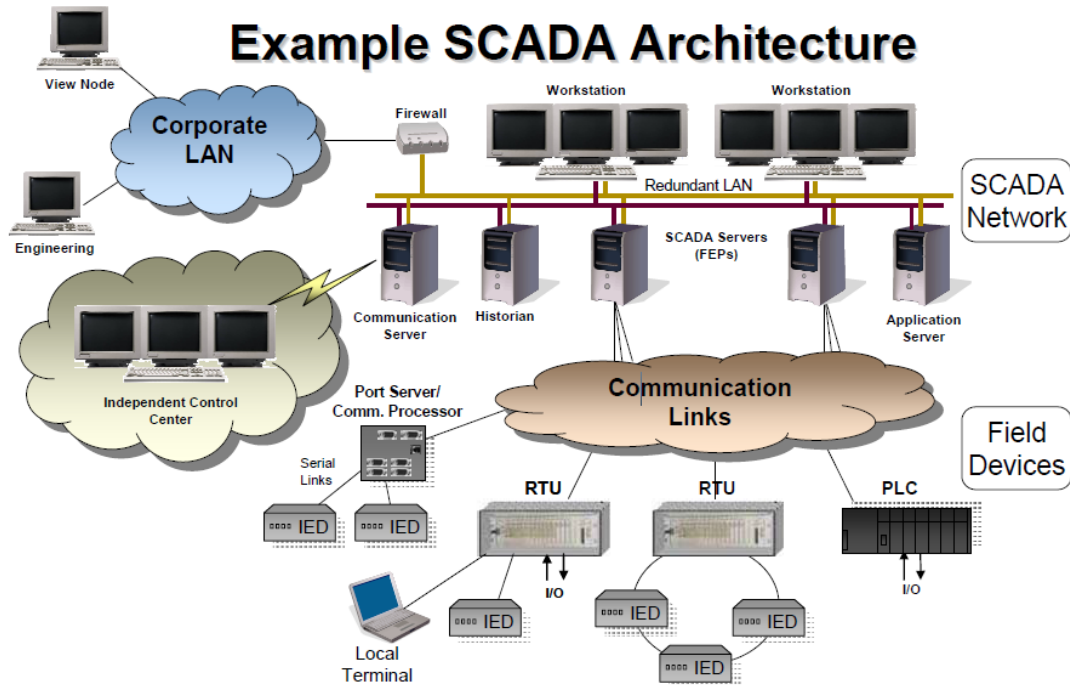 Example SCADA Architecture
View Node
Corporate
LAN
Engineering
Firewall
Workstation
Workstation
Redundant LAN
SCADA
Network
SCADA Servers
(FEPs)
Communication
Server
Historian
Application
Server
Independent Control
Center
Port Server/
Comm. Processor
Communication
Links
Field
Devices
Serial
Links
IED
IED
RTU
RTU
PLC
I/O
I/O
IED
IED
IED
IED
Local
Terminal